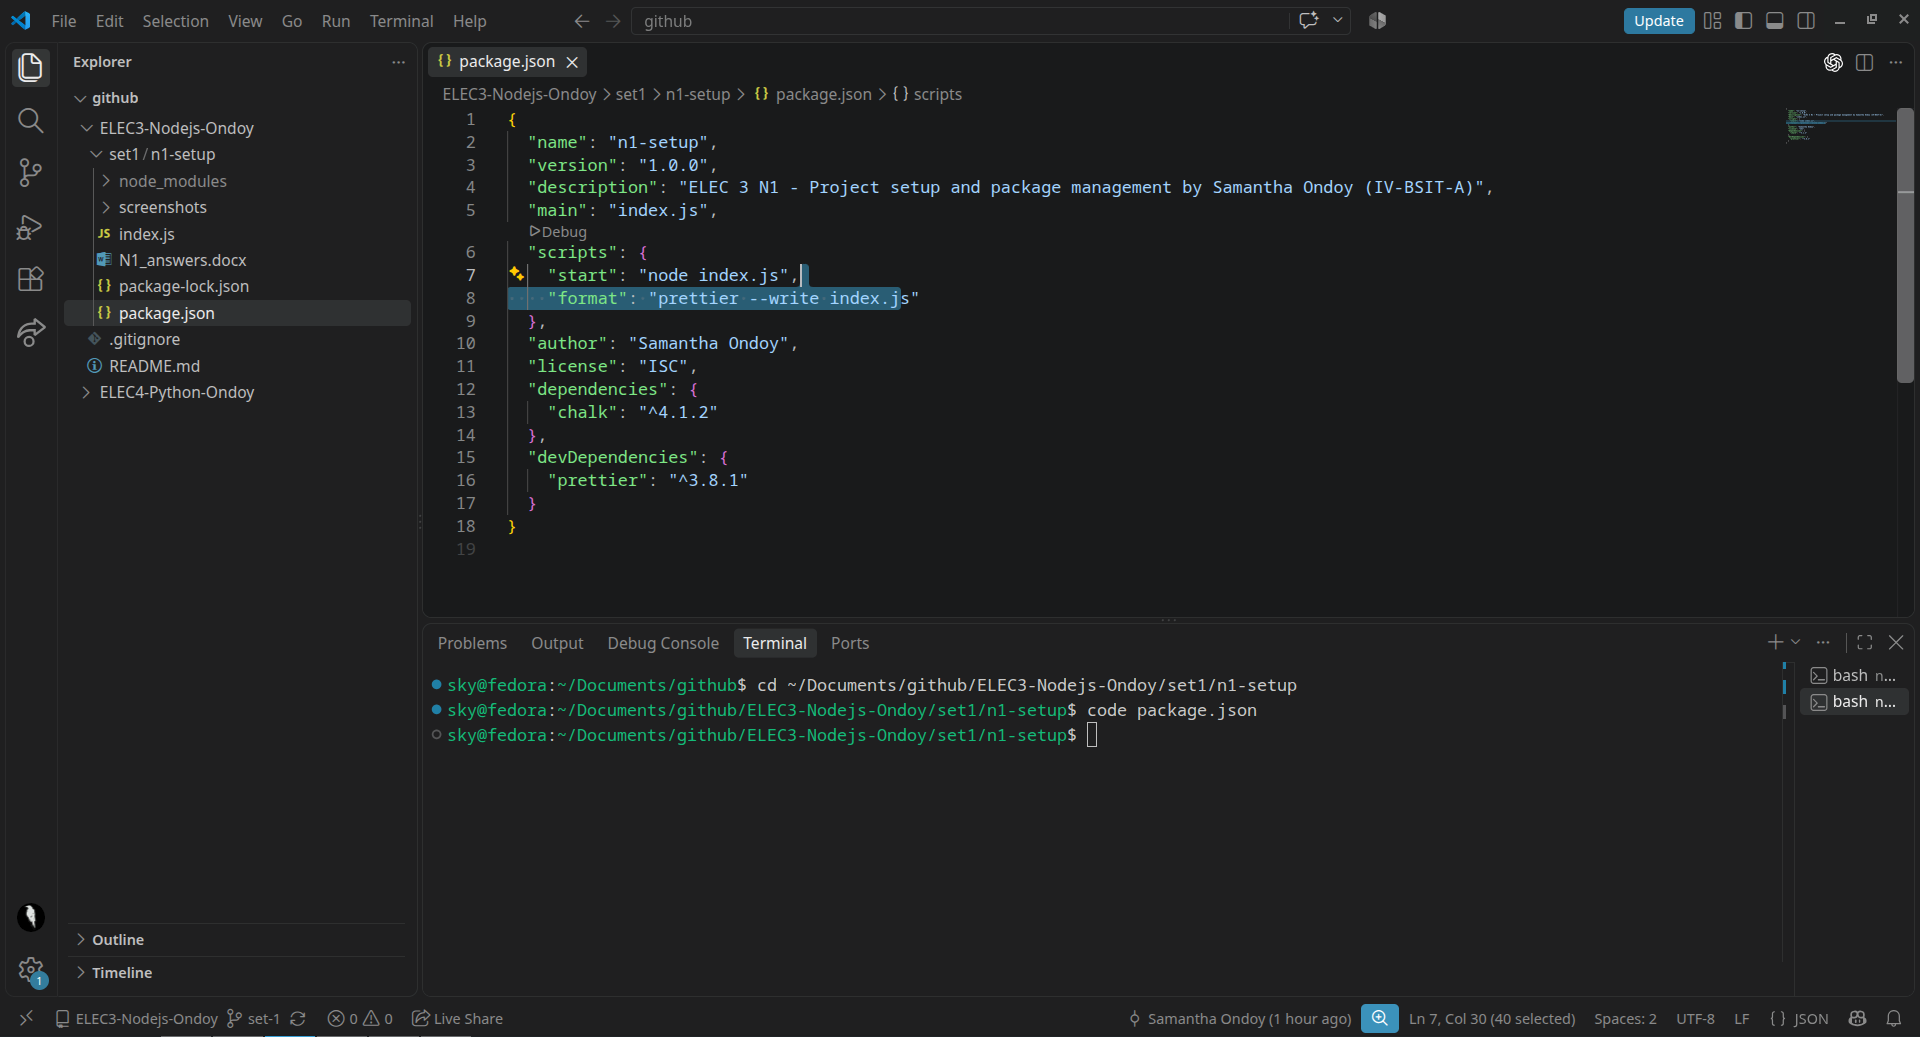 File Edit Selection View Go Run Terminal Help
github
Update
Explorer
github
ELEC3-Nodejs-Ondoy
set1 / n1-setup
node_modules
screenshots
index.js
N1_answers.docx
package-lock.json
package.json
.gitignore
README.md
ELEC4-Python-Ondoy
Outline
Timeline
package.json
ELEC3-Nodejs-Ondoy > set1 > n1-setup > {} package.json > {} scripts
1 {
2 "name": "n1-setup",
3 "version": "1.0.0",
4 "description": "ELEC 3 N1 - Project setup and package management by Samantha Ondoy (IV-BSIT-A)",
5 "main": "index.js",
Debug
6 "scripts": {
7 "start": "node index.js",
8 "format": "prettier --write index.js"
9 },
10 "author": "Samantha Ondoy",
11 "license": "ISC",
12 "dependencies": {
13 "chalk": "^4.1.2"
14 },
15 "devDependencies": {
16 "prettier": "^3.8.1"
17 }
18 }
19
Problems Output Debug Console Terminal Ports
sky@fedora:~/Documents/github$ cd ~/Documents/github/ELEC3-Nodejs-Ondoy/set1/n1-setup
sky@fedora:~/Documents/github/ELEC3-Nodejs-Ondoy/set1/n1-setup$ code package.json
sky@fedora:~/Documents/github/ELEC3-Nodejs-Ondoy/set1/n1-setup$
bash n...
bash n...
1
ELEC3-Nodejs-Ondoy set-1 0 0 Live Share
Samantha Ondoy (1 hour ago) Ln 7, Col 30 (40 selected) Spaces: 2 UTF-8 LF {} JSON